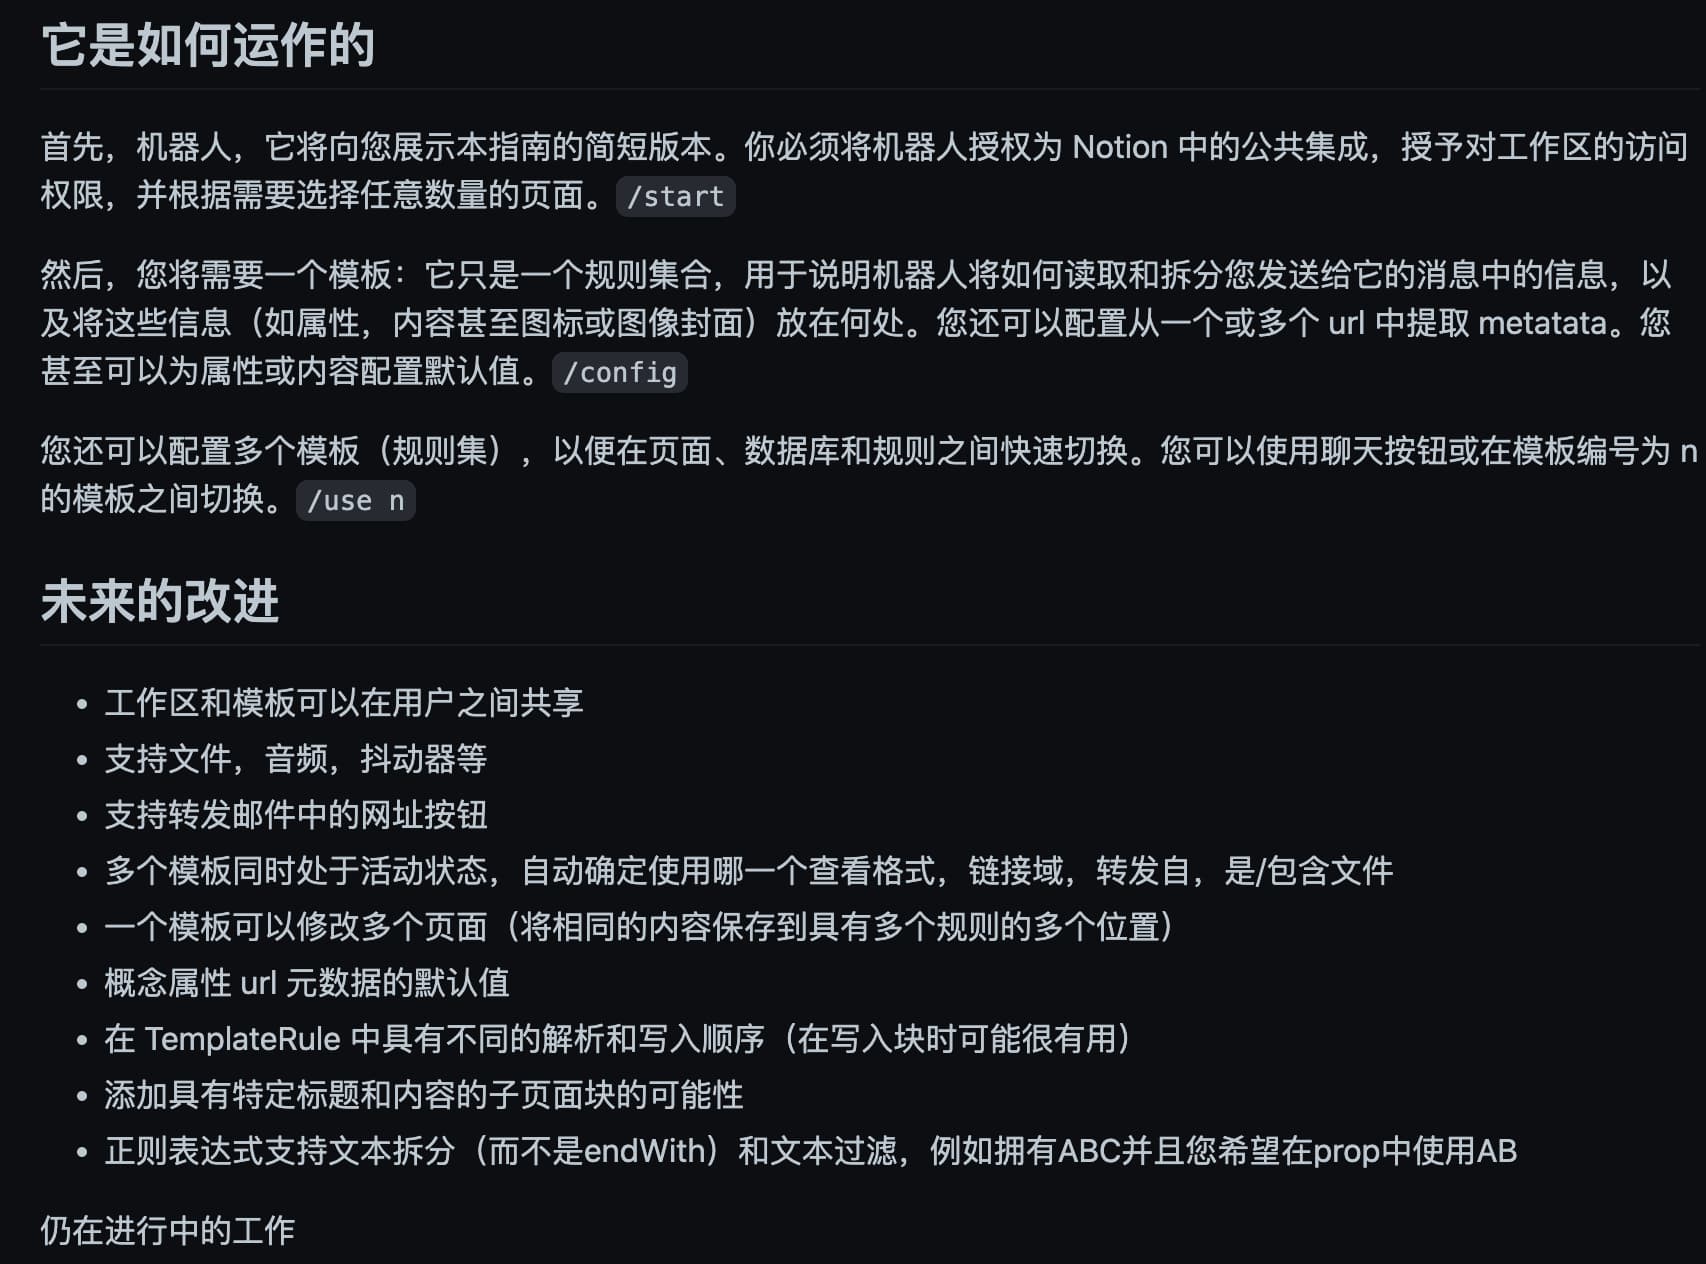 它是如何运作的
首先，机器人，它将向您展示本指南的简短版本。你必须将机器人授权为 Notion 中的公共集成，授予对工作区的访问
权限，并根据需要选择任意数量的页面。 /start
然后，您将需要一个模板：它只是一个规则集合，用于说明机器人将如何读取和拆分您发送给它的消息中的信息，以
及将这些信息（如属性，内容甚至图标或图像封面）放在何处。您还可以配置从一个或多个 url 中提取 metatata。您
甚至可以为属性或内容配置默认值。 /config
您还可以配置多个模板（规则集），以便在页面、数据库和规则之间快速切换。您可以使用聊天按钮或在模板编号为 n
的模板之间切换。 /use n
未来的改进
• 工作区和模板可以在用户之间共享
• 支持文件，音频，抖动器等
• 支持转发邮件中的网址按钮
• 多个模板同时处于活动状态，自动确定使用哪一个查看格式，链接域，转发自，是/包含文件
• 一个模板可以修改多个页面（将相同的内容保存到具有多个规则的多个位置）
• 概念属性 url 元数据的默认值
• 在 TemplateRule 中具有不同的解析和写入顺序（在写入块时可能很有用）
• 添加具有特定标题和内容的子页面块的可能性
• 正则表达式支持文本拆分（而不是endWith）和文本过滤，例如拥有ABC并且您希望在prop中使用AB
仍在进行中的工作